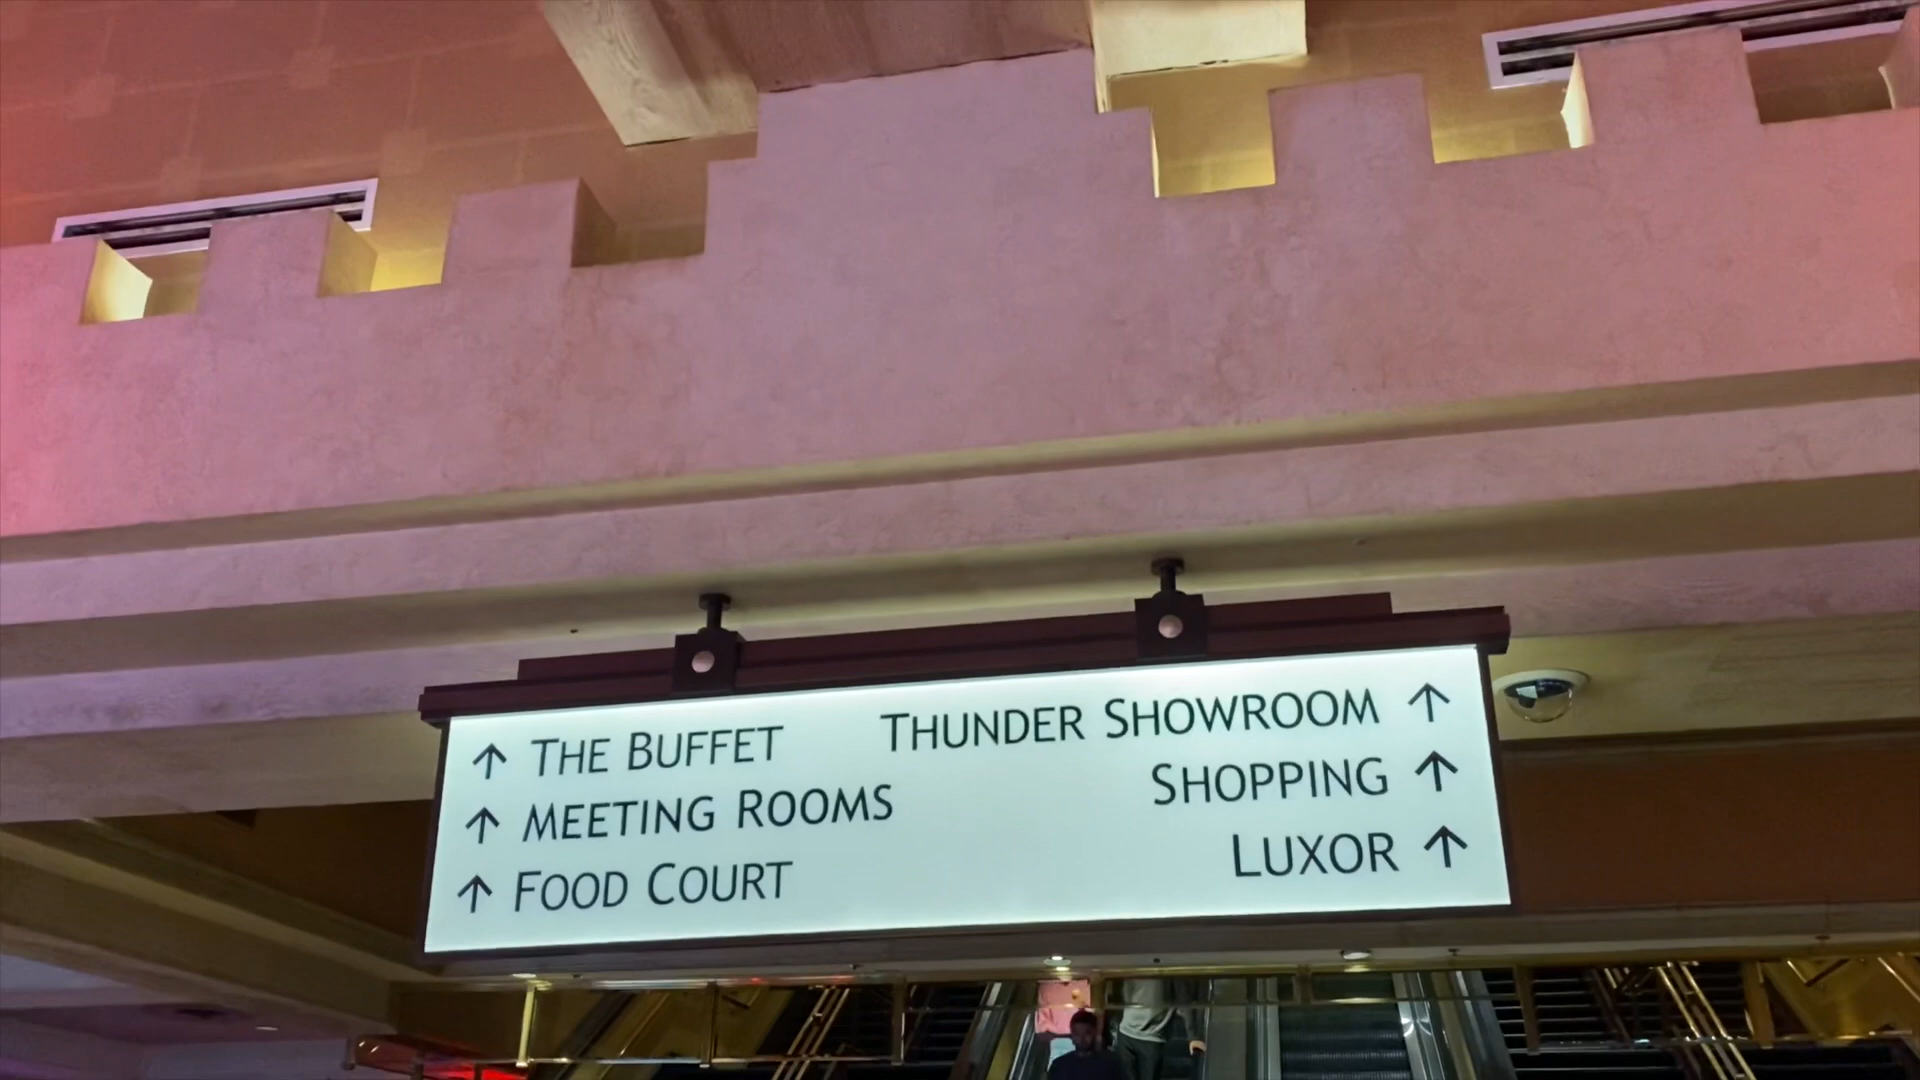 ↑ THE BUFFET
↑ MEETING ROOMS
↑ FOOD COURT
THUNDER SHOWROOM ↑
SHOPPING ↑
LUXOR ↑